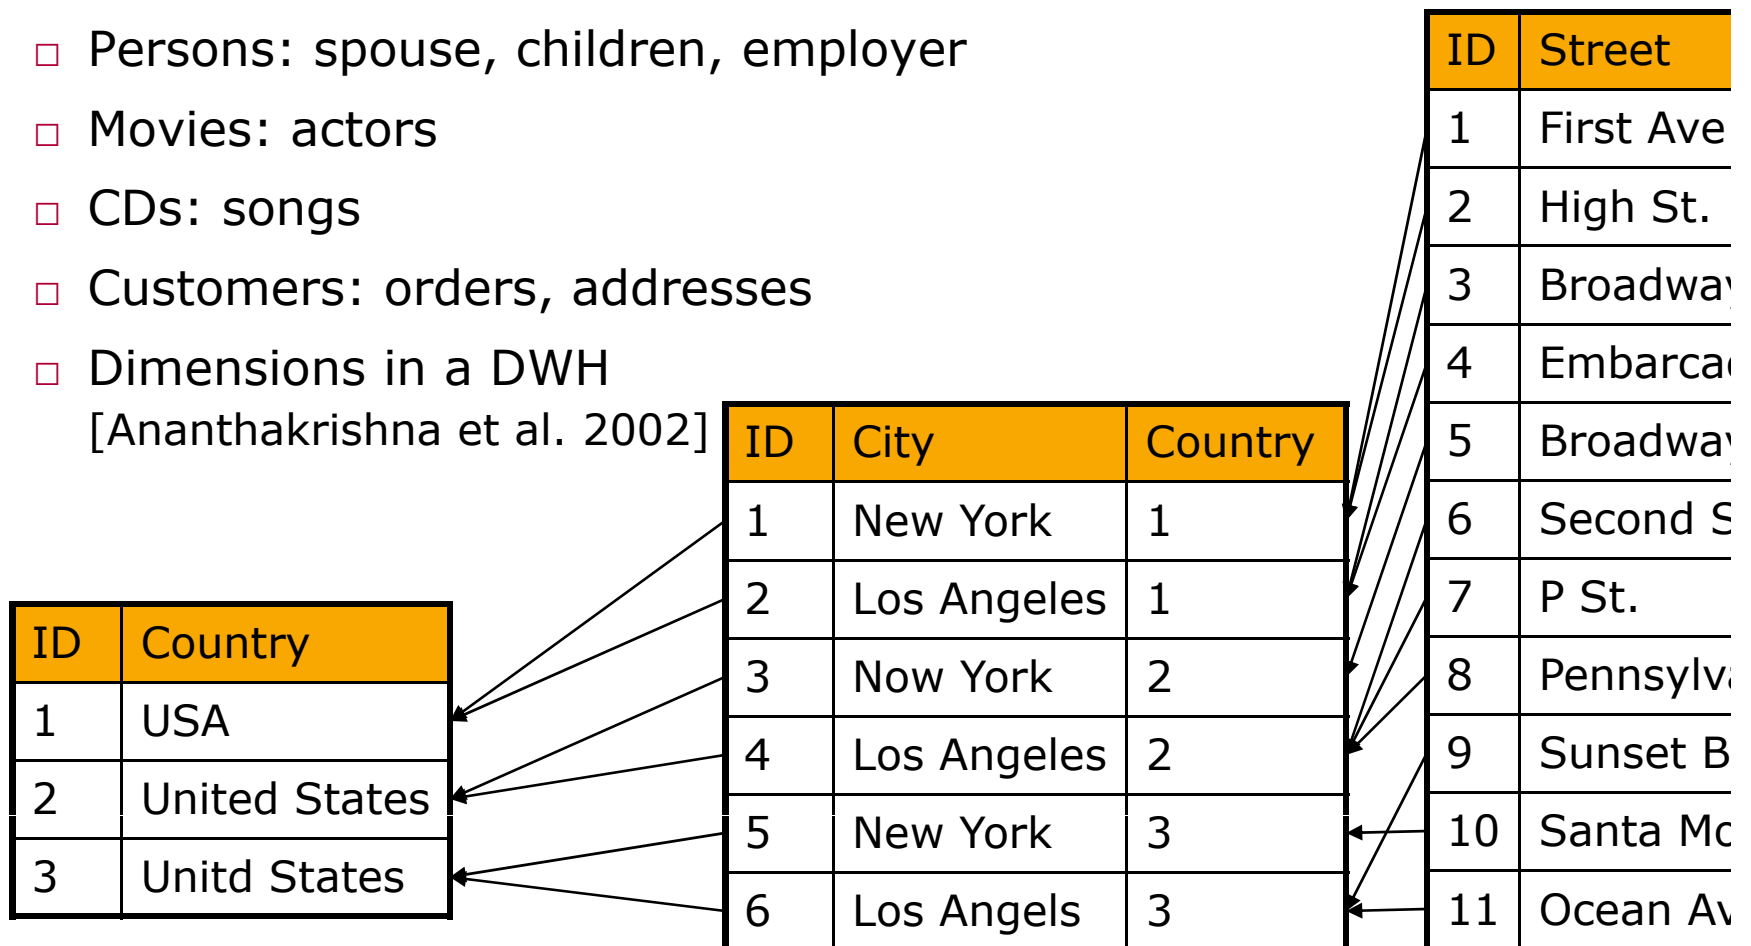 Persons: spouse, children, employer
Movies: actors
CDs: songs
Customers: orders, addresses
Dimensions in a DWH
[Ananthakrishna et al. 2002]
ID Country
1 USA
2 United States
3 Unitd States
ID City Country
1 New York 1
2 Los Angeles 1
3 Now York 2
4 Los Angeles 2
5 New York 3
6 Los Angels 3
ID Street
1 First Ave
2 High St.
3 Broadway
4
5 Broadway
6 Second
7 P St.
8
9 Sunset
10 Santa
11 Ocean